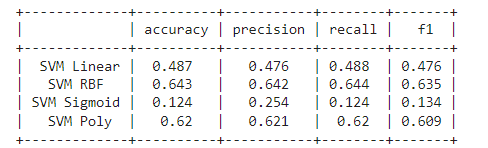 +-------------+----------+-----------+--------+-------+
|             | accuracy | precision | recall |   f1  |
+-------------+----------+-----------+--------+-------+
|  SVM Linear |  0.487   |   0.476   | 0.488  | 0.476 |
|   SVM RBF   |  0.643   |   0.642   | 0.644  | 0.635 |
| SVM Sigmoid |  0.124   |   0.254   | 0.124  | 0.134 |
|   SVM Poly  |   0.62   |   0.621   |  0.62  | 0.609 |
+-------------+----------+-----------+--------+-------+